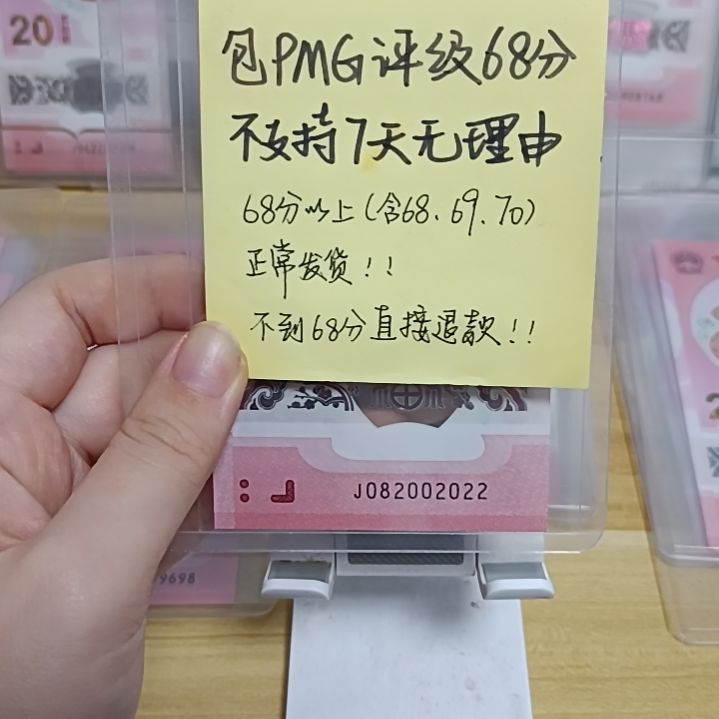 20
包PMG评级68分
不支持7天无理由
68分以上(含68、69、70)
正常发货!!
不到68分直接退款!!
J082002022
9698